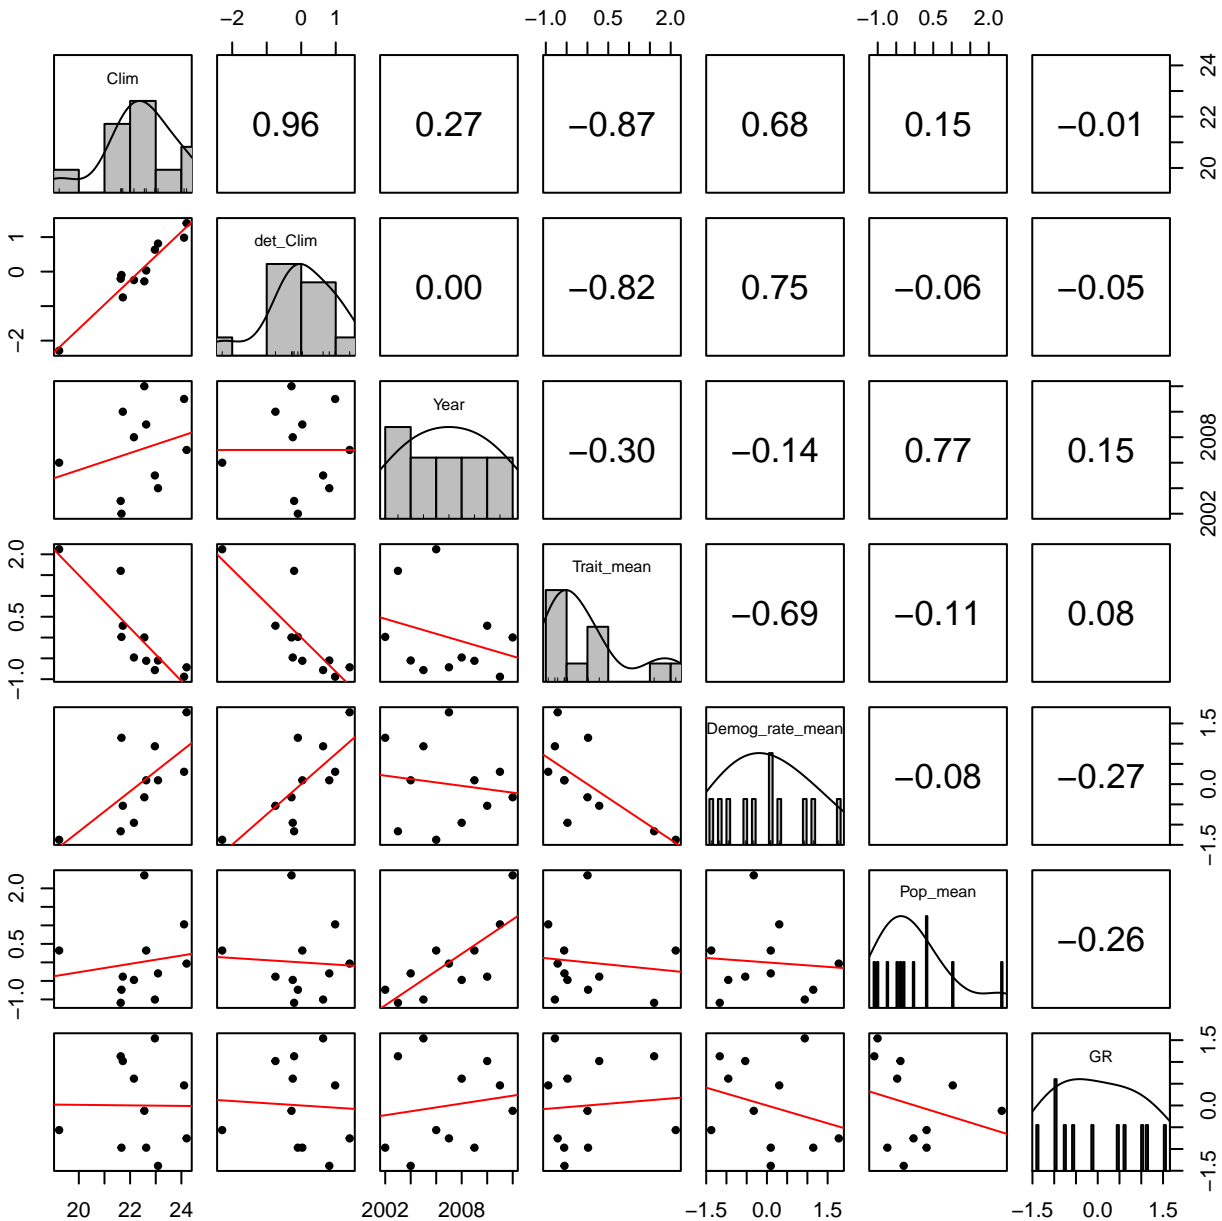 −2 0 1 −1.0 0.5 2.0 −1.0 0.5 2.0
Clim
0.96 0.27 −0.87 0.68 0.15 −0.01
20 22 24
−2 0 1
det_Clim
0.00 −0.82 0.75 −0.06 −0.05
Year
−0.30 −0.14 0.77 0.15
2002 2008
−1.0 0.5 2.0
Trait_mean
−0.69 −0.11 0.08
Demog_rate_mean
−0.08 −0.27
−1.5 0.0 1.5
−1.0 0.5 2.0
Pop_mean
−0.26
GR
−1.5 0.0 1.5
20 22 24 2002 2008 −1.5 0.0 1.5 −1.5 0.0 1.5